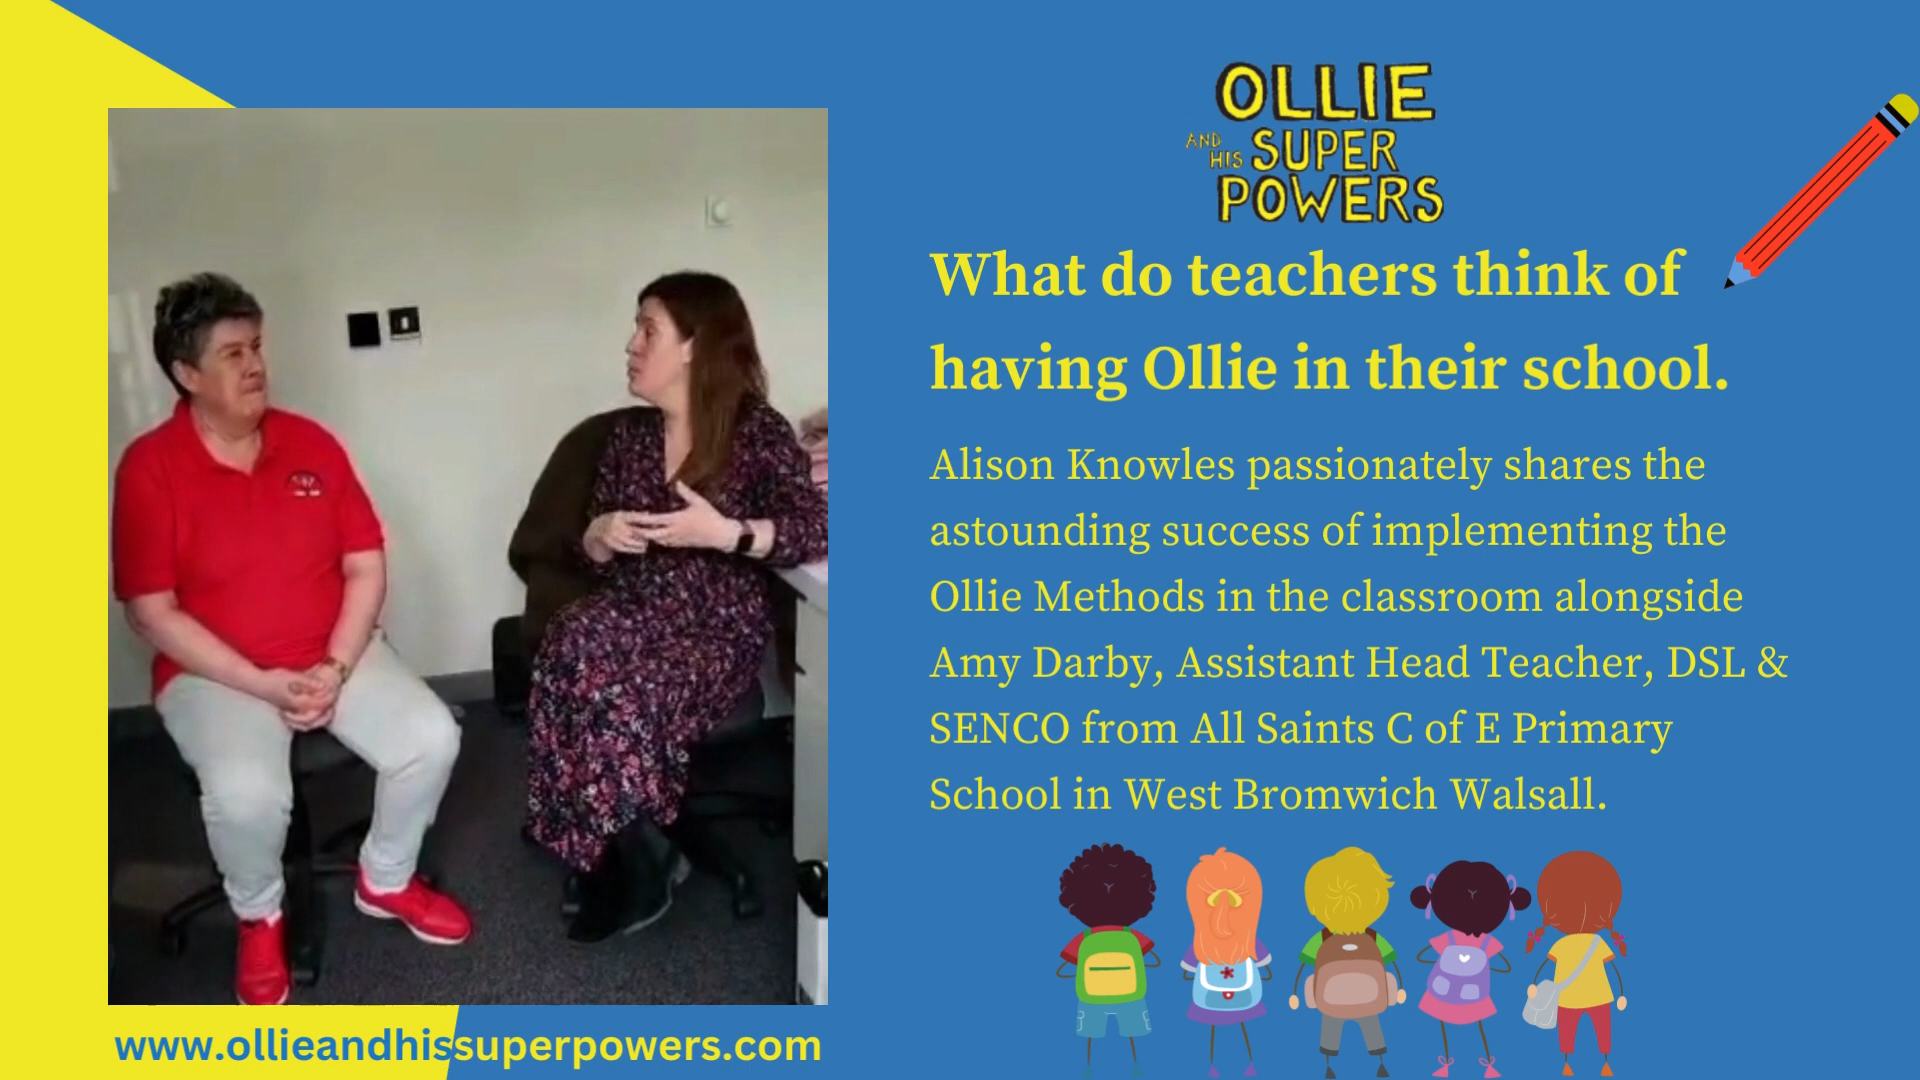 OLLIE
AND HIS SUPER
POWERS
What do teachers think of
having Ollie in their school.
Alison Knowles passionately shares the
astounding success of implementing the
Ollie Methods in the classroom alongside
Amy Darby, Assistant Head Teacher, DSL &
SENCO from All Saints C of E Primary
School in West Bromwich Walsall.
www.ollieandhissuperpowers.com